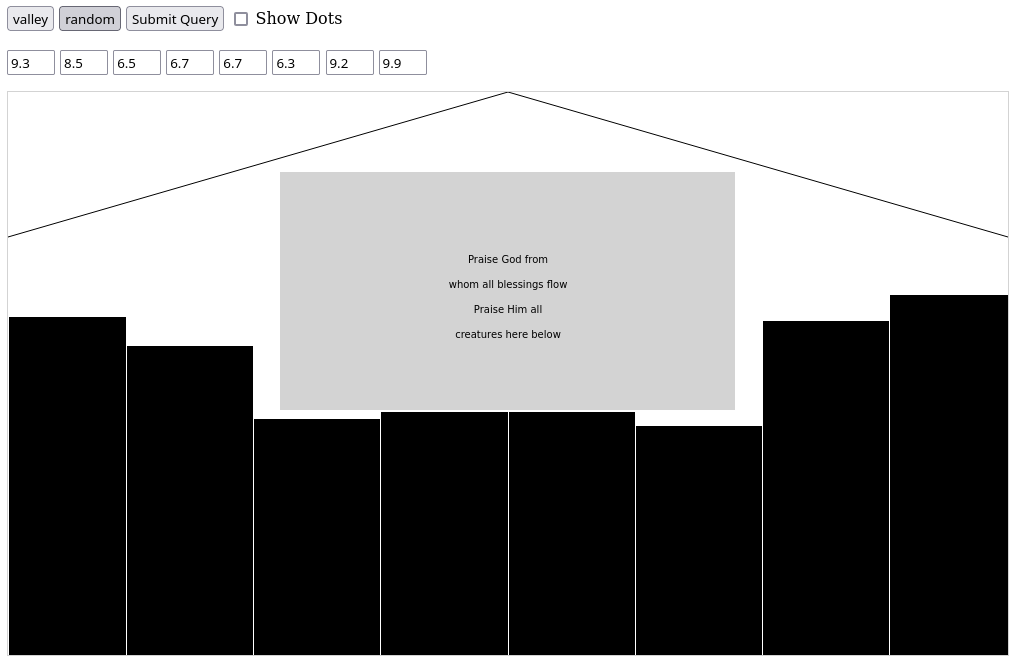 valley random Submit Query Show Dots
9.3 8.5 6.5 6.7 6.7 6.3 9.2 9.9
Praise God from
whom all blessings flow
Praise Him all
creatures here below